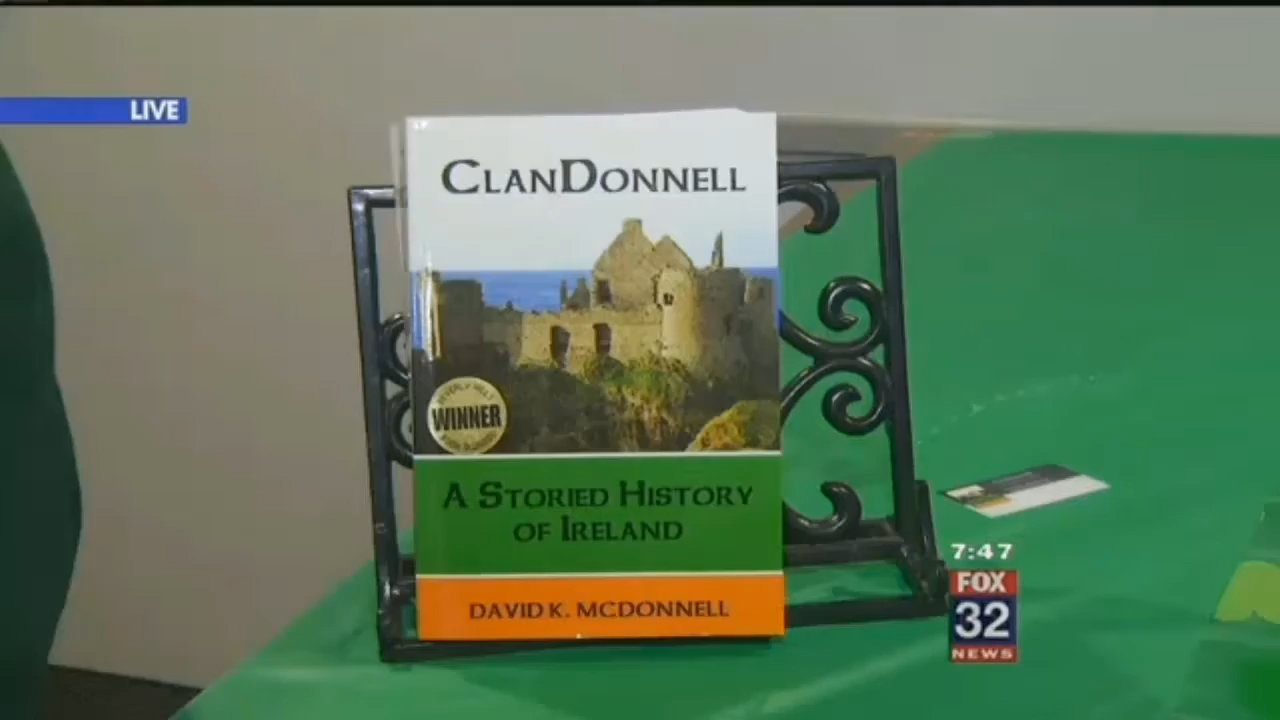 LIVE
CLANDONNELL
WINNER
A STORIED HISTORY
OF IRELAND
DAVID K. MCDONNELL
7:47
FOX
32
NEWS